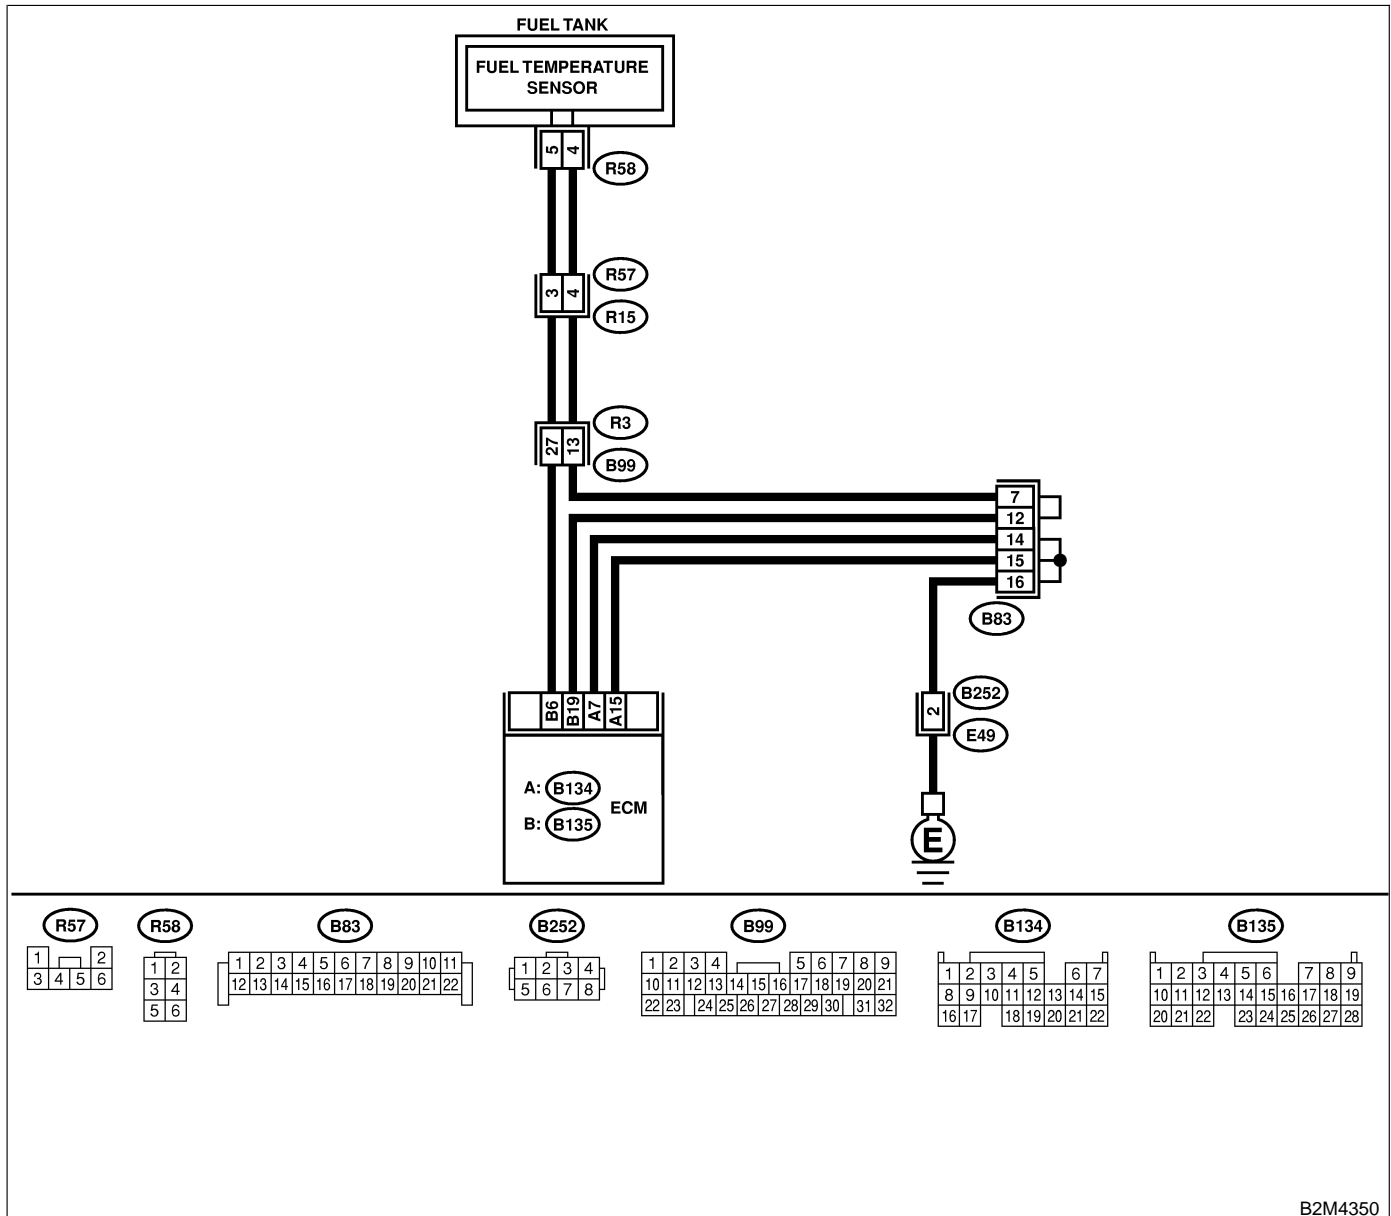 FUEL TANK
FUEL TEMPERATURE
SENSOR
5 4
R58
R57
3 4
R15
R3
27 13
B99
7
12
14
15
16
B83
B6 B19 A7 A15
B252
2
E49
A: B134
ECM
B: B135
E
R57 R58 B83 B252 B99 B134 B135
1 2
3 4 5 6
1 2
3 4
5 6
1 2 3 4 5 6 7 8 9 10 11
12 13 14 15 16 17 18 19 20 21 22
1 2 3 4
5 6 7 8
1 2 3 4 5 6 7 8 9
10 11 12 13 14 15 16 17 18 19 20 21
22 23 24 25 26 27 28 29 30 31 32
1 2 3 4 5 6 7
8 9 10 11 12 13 14 15
16 17 18 19 20 21 22
1 2 3 4 5 6 7 8 9
10 11 12 13 14 15 16 17 18 19
20 21 22 23 24 25 26 27 28
B2M4350